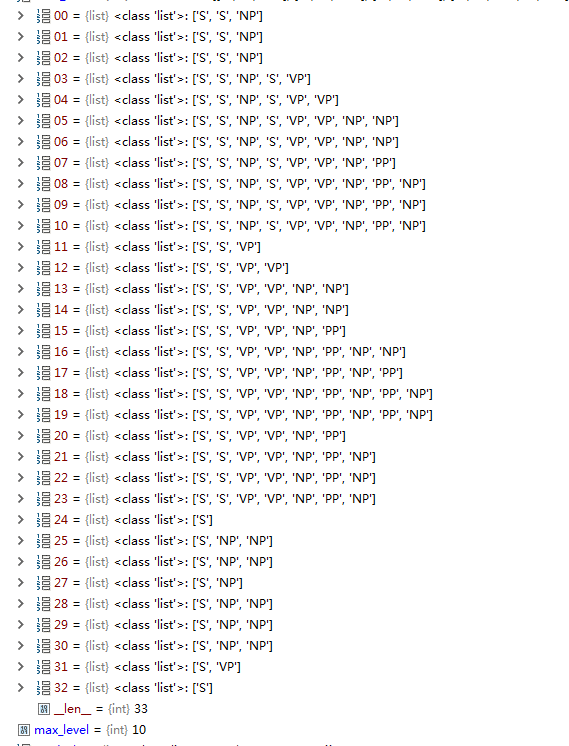 00 = {list} <class 'list'>: ['S', 'S', 'NP']
01 = {list} <class 'list'>: ['S', 'S', 'NP']
02 = {list} <class 'list'>: ['S', 'S', 'NP']
03 = {list} <class 'list'>: ['S', 'S', 'NP', 'S', 'VP']
04 = {list} <class 'list'>: ['S', 'S', 'NP', 'S', 'VP', 'VP']
05 = {list} <class 'list'>: ['S', 'S', 'NP', 'S', 'VP', 'VP', 'NP', 'NP']
06 = {list} <class 'list'>: ['S', 'S', 'NP', 'S', 'VP', 'VP', 'NP', 'NP']
07 = {list} <class 'list'>: ['S', 'S', 'NP', 'S', 'VP', 'VP', 'NP', 'PP']
08 = {list} <class 'list'>: ['S', 'S', 'NP', 'S', 'VP', 'VP', 'NP', 'PP', 'NP']
09 = {list} <class 'list'>: ['S', 'S', 'NP', 'S', 'VP', 'VP', 'NP', 'PP', 'NP']
10 = {list} <class 'list'>: ['S', 'S', 'NP', 'S', 'VP', 'VP', 'NP', 'PP', 'NP']
11 = {list} <class 'list'>: ['S', 'S', 'VP']
12 = {list} <class 'list'>: ['S', 'S', 'VP', 'VP']
13 = {list} <class 'list'>: ['S', 'S', 'VP', 'VP', 'NP', 'NP']
14 = {list} <class 'list'>: ['S', 'S', 'VP', 'VP', 'NP', 'NP']
15 = {list} <class 'list'>: ['S', 'S', 'VP', 'VP', 'NP', 'PP']
16 = {list} <class 'list'>: ['S', 'S', 'VP', 'VP', 'NP', 'PP', 'NP', 'NP']
17 = {list} <class 'list'>: ['S', 'S', 'VP', 'VP', 'NP', 'PP', 'NP', 'PP']
18 = {list} <class 'list'>: ['S', 'S', 'VP', 'VP', 'NP', 'PP', 'NP', 'PP', 'NP']
19 = {list} <class 'list'>: ['S', 'S', 'VP', 'VP', 'NP', 'PP', 'NP', 'PP', 'NP']
20 = {list} <class 'list'>: ['S', 'S', 'VP', 'VP', 'NP', 'PP']
21 = {list} <class 'list'>: ['S', 'S', 'VP', 'VP', 'NP', 'PP', 'NP']
22 = {list} <class 'list'>: ['S', 'S', 'VP', 'VP', 'NP', 'PP', 'NP']
23 = {list} <class 'list'>: ['S', 'S', 'VP', 'VP', 'NP', 'PP', 'NP']
24 = {list} <class 'list'>: ['S']
25 = {list} <class 'list'>: ['S', 'NP', 'NP']
26 = {list} <class 'list'>: ['S', 'NP', 'NP']
27 = {list} <class 'list'>: ['S', 'NP']
28 = {list} <class 'list'>: ['S', 'NP', 'NP']
29 = {list} <class 'list'>: ['S', 'NP', 'NP']
30 = {list} <class 'list'>: ['S', 'NP', 'NP']
31 = {list} <class 'list'>: ['S', 'VP']
32 = {list} <class 'list'>: ['S']
__len__ = {int} 33
max_level = {int} 10